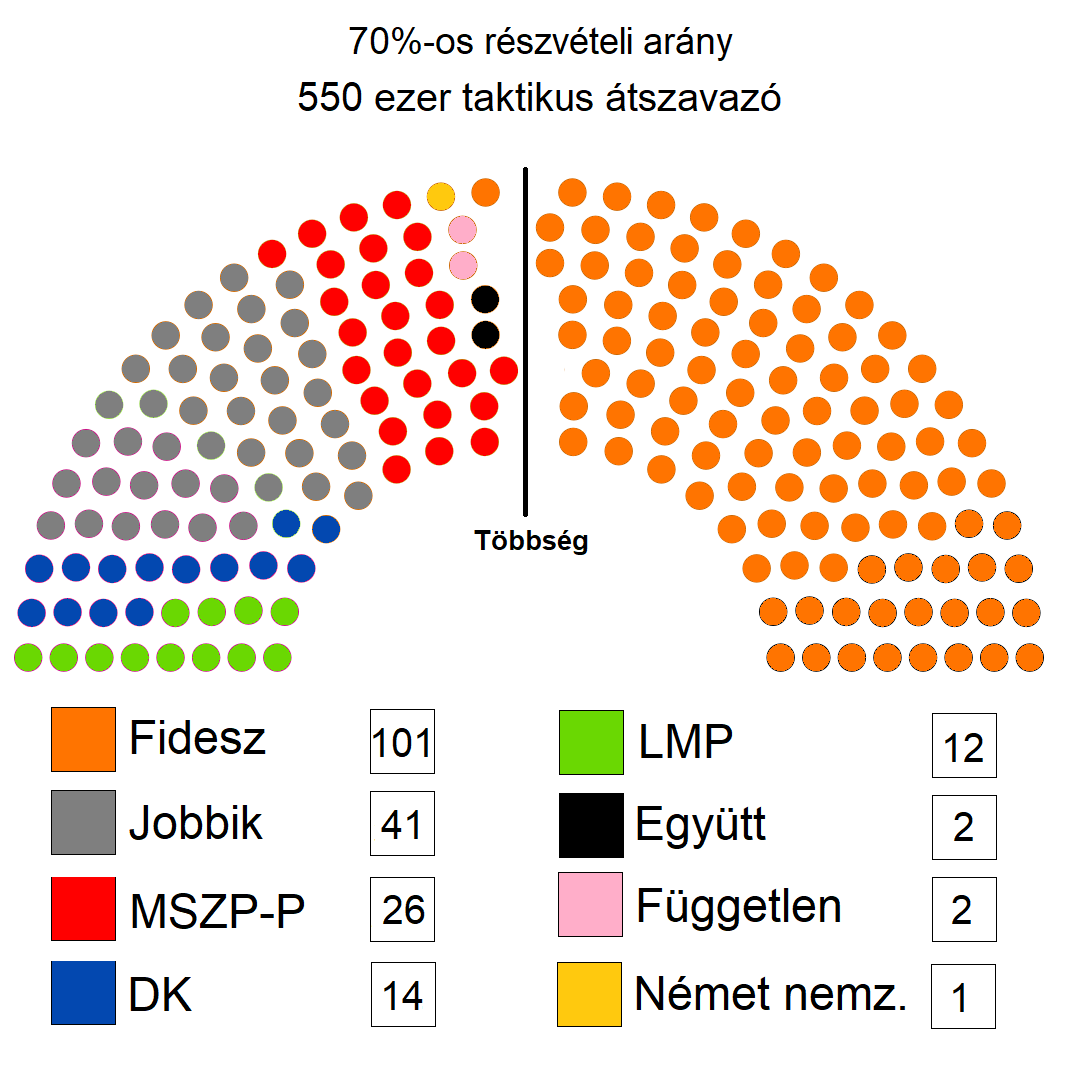 70%-os részvételi arány
550 ezer taktikus átszavazó
Többség
Fidesz 101
Jobbik 41
MSZP-P 26
DK 14
LMP 12
Együtt 2
Független 2
Német nemz. 1